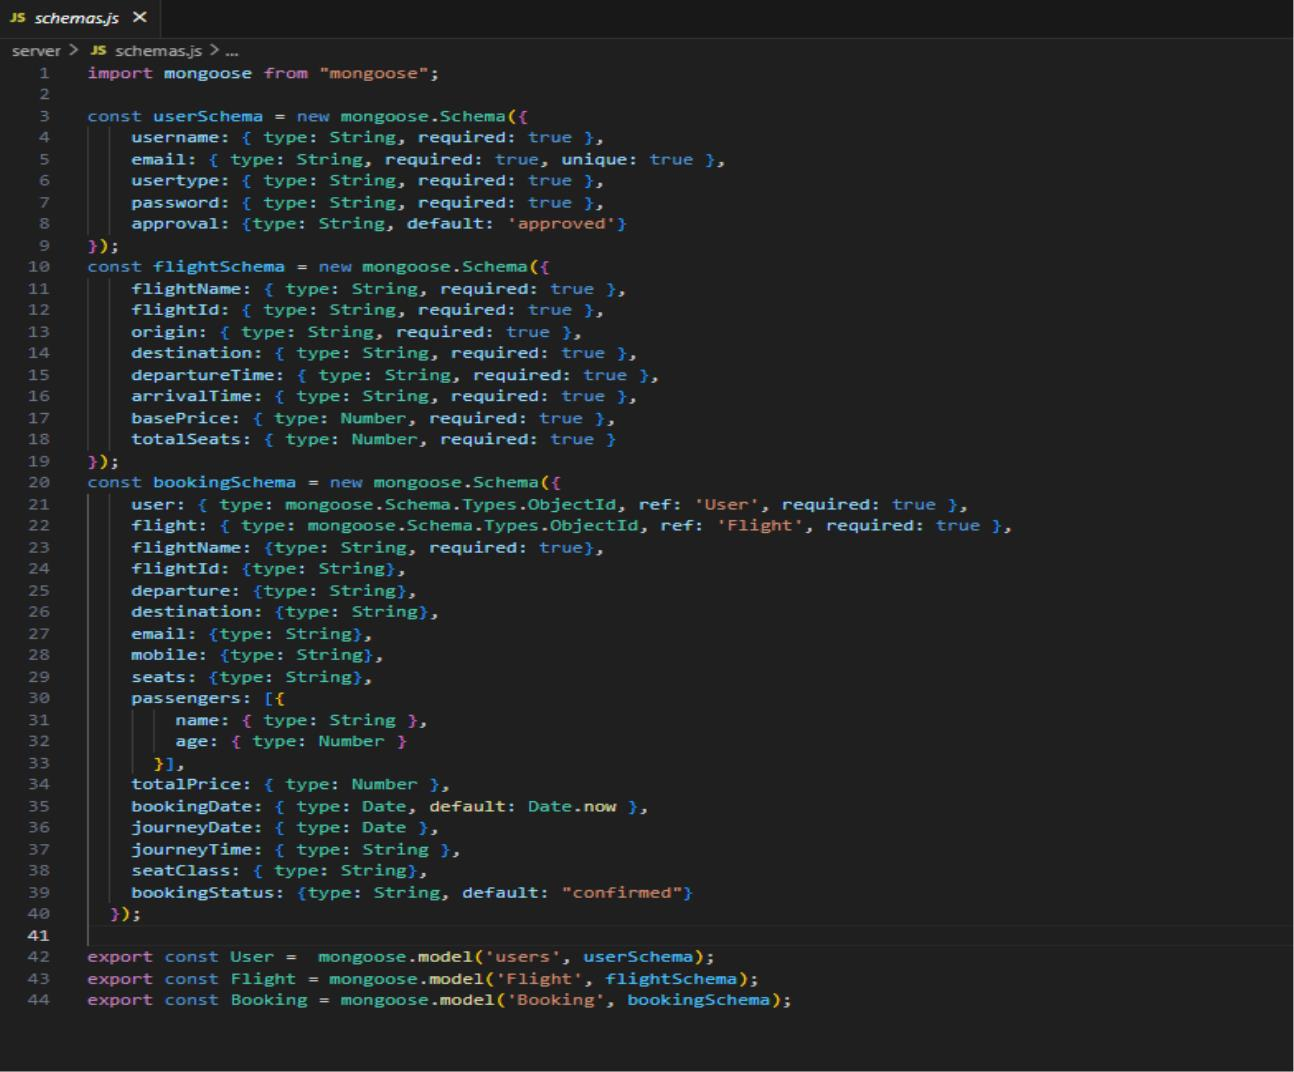 JS schemas.js ×
server > JS schemas.js > ...
1 import mongoose from "mongoose";
2
3 const userSchema = new mongoose.Schema({
4     username: { type: String, required: true },
5     email: { type: String, required: true, unique: true },
6     usertype: { type: String, required: true },
7     password: { type: String, required: true },
8     approval: {type: String, default: 'approved'}
9 });
10 const flightSchema = new mongoose.Schema({
11     flightName: { type: String, required: true },
12     flightId: { type: String, required: true },
13     origin: { type: String, required: true },
14     destination: { type: String, required: true },
15     departureTime: { type: String, required: true },
16     arrivalTime: { type: String, required: true },
17     basePrice: { type: Number, required: true },
18     totalSeats: { type: Number, required: true }
19 });
20 const bookingSchema = new mongoose.Schema({
21     user: { type: mongoose.Schema.Types.ObjectId, ref: 'User', required: true },
22     flight: { type: mongoose.Schema.Types.ObjectId, ref: 'Flight', required: true },
23     flightName: {type: String, required: true},
24     flightId: {type: String},
25     departure: {type: String},
26     destination: {type: String},
27     email: {type: String},
28     mobile: {type: String},
29     seats: {type: String},
30     passengers: [{
31         name: { type: String },
32         age: { type: Number }
33       }],
34     totalPrice: { type: Number },
35     bookingDate: { type: Date, default: Date.now },
36     journeyDate: { type: Date },
37     journeyTime: { type: String },
38     seatClass: { type: String},
39     bookingStatus: {type: String, default: "confirmed"}
40   });
41
42 export const User =  mongoose.model('users', userSchema);
43 export const Flight = mongoose.model('Flight', flightSchema);
44 export const Booking = mongoose.model('Booking', bookingSchema);